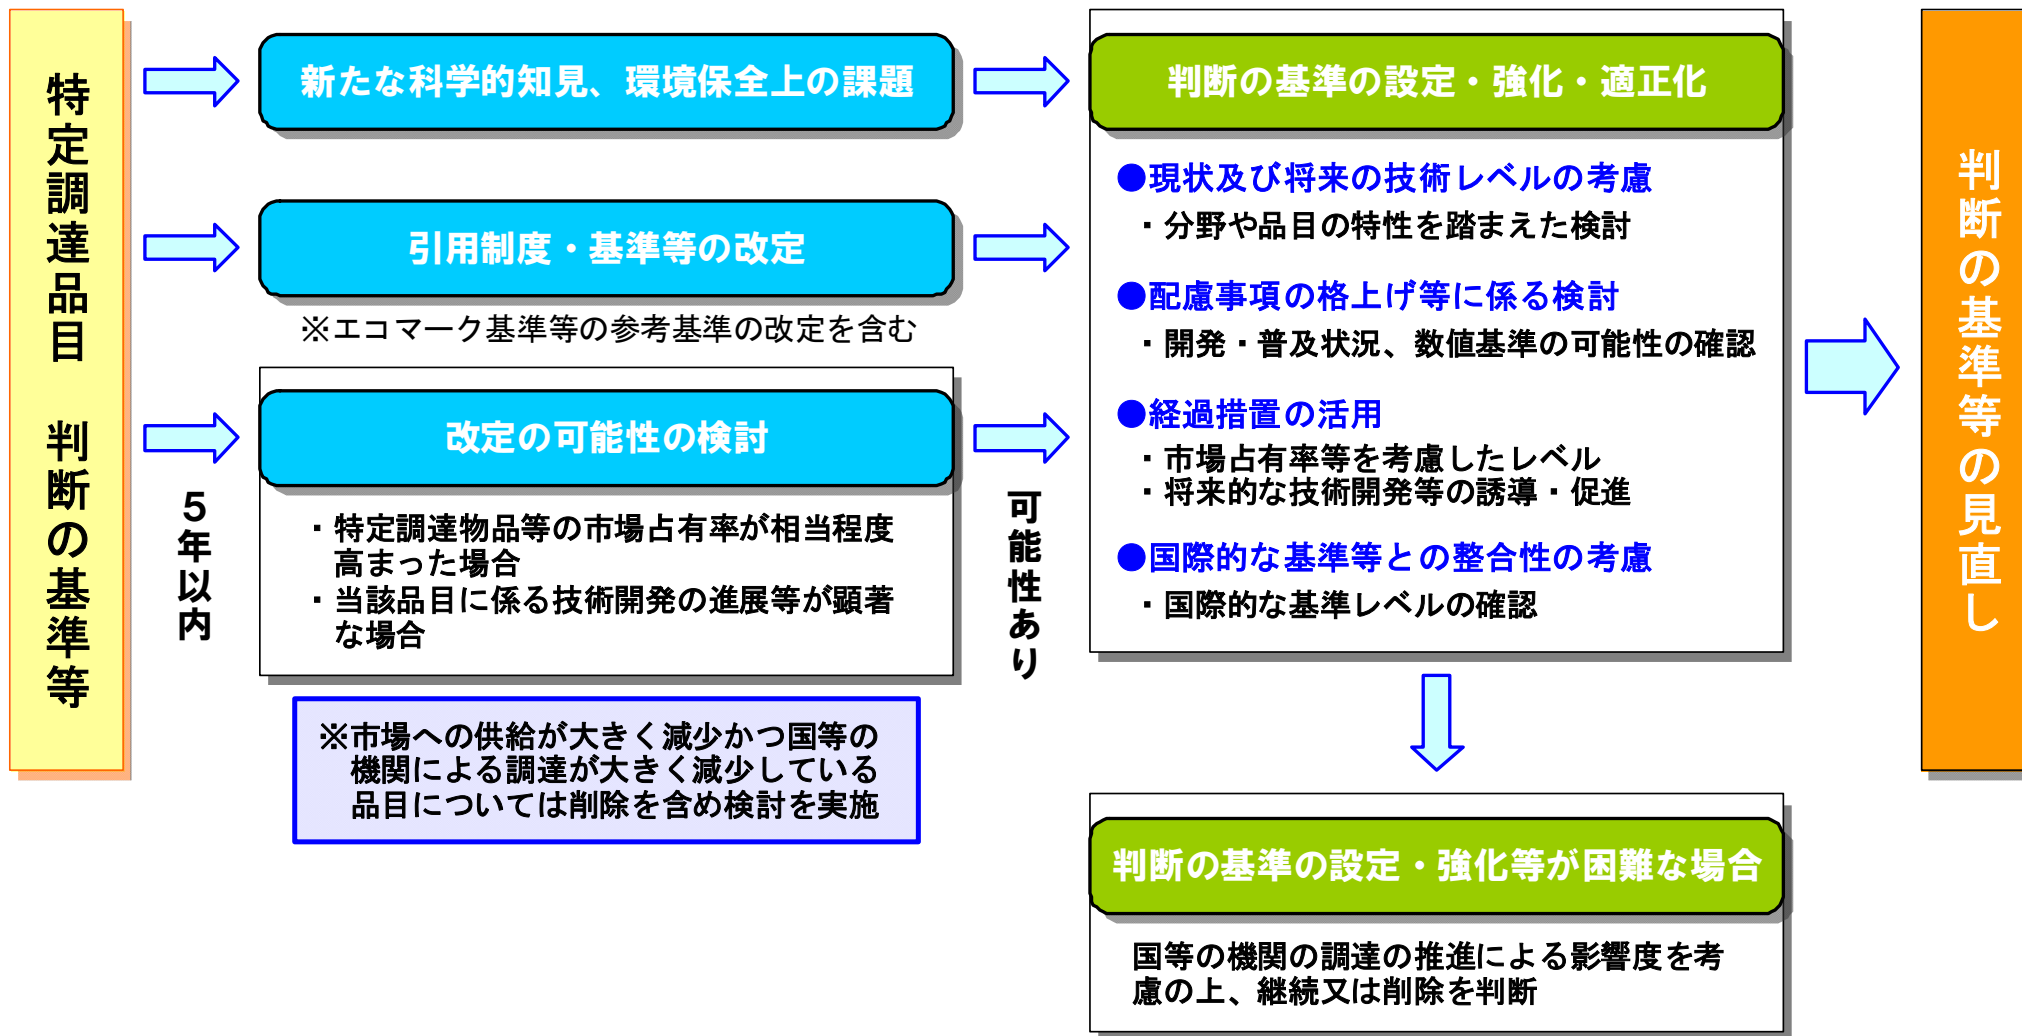 特定調達品目　判断の基準等
新たな科学的知見、環境保全上の課題
引用制度・基準等の改定
※エコマーク基準等の参考基準の改定を含む
5年以内
改定の可能性の検討
・特定調達物品等の市場占有率が相当程度
高まった場合
・当該品目に係る技術開発の進展等が顕著
な場合
※市場への供給が大きく減少かつ国等の
機関による調達が大きく減少している
品目については削除を含め検討を実施
可能性あり
判断の基準の設定・強化・適正化
●現状及び将来の技術レベルの考慮
・分野や品目の特性を踏まえた検討
●配慮事項の格上げ等に係る検討
・開発・普及状況、数値基準の可能性の確認
●経過措置の活用
・市場占有率等を考慮したレベル
・将来的な技術開発等の誘導・促進
●国際的な基準等との整合性の考慮
・国際的な基準レベルの確認
判断の基準の設定・強化等が困難な場合
国等の機関の調達の推進による影響度を考
慮の上、継続又は削除を判断
判断の基準等の見直し